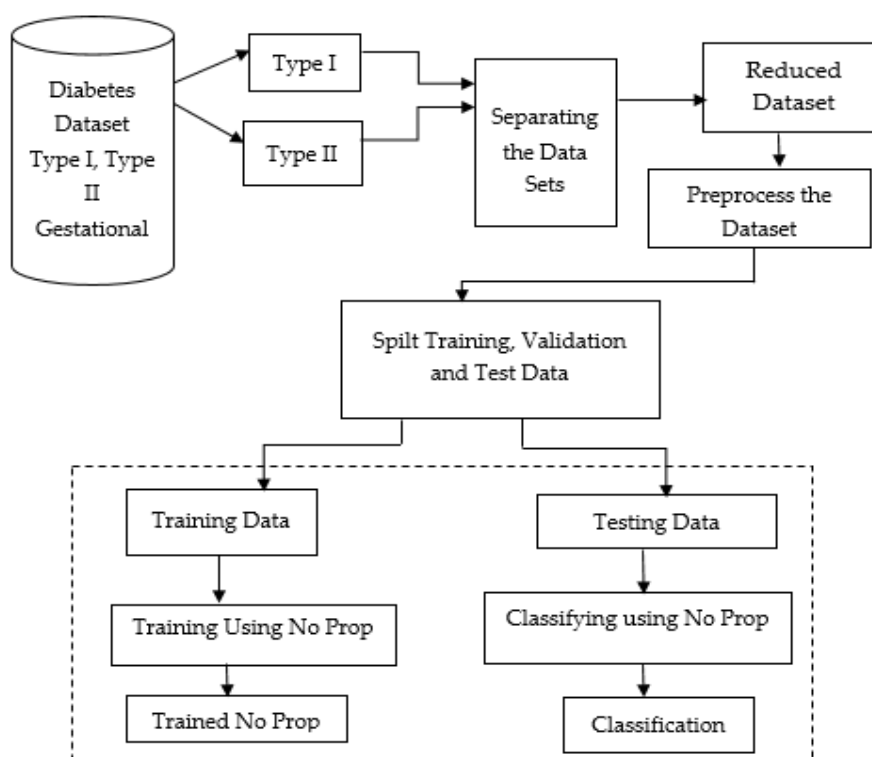 Diabetes
Dataset
Type I, Type
II
Gestational
Type I
Type II
Separating
the Data
Sets
Reduced
Dataset
Preprocess the
Dataset
Spilt Training, Validation
and Test Data
Training Data
Testing Data
Training Using No Prop
Classifying using No Prop
Trained No Prop
Classification